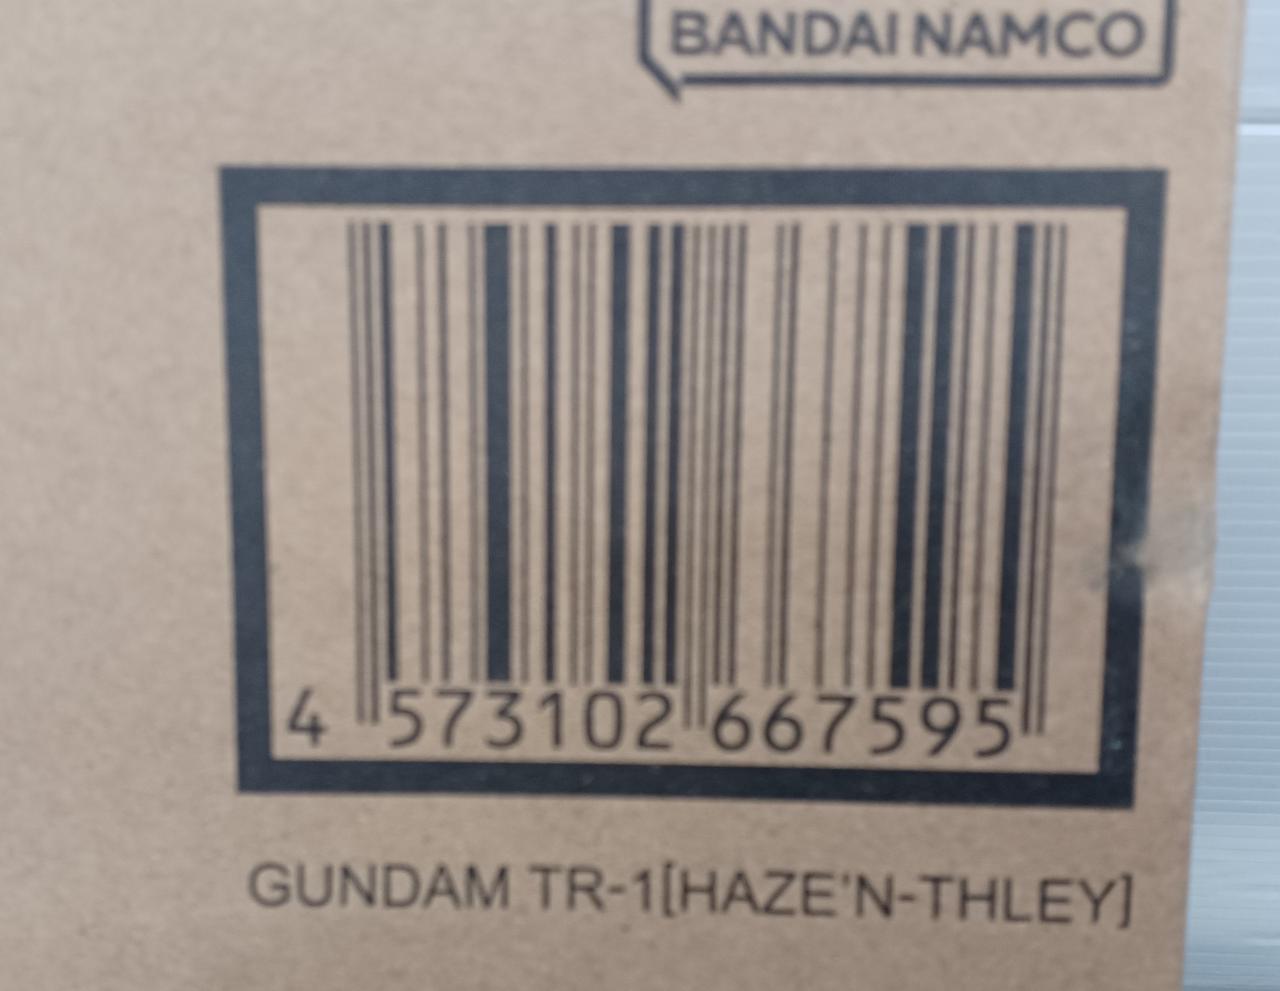 BANDAI NAMCO
4 573102 667595
GUNDAM TR-1[HAZE'N-THLEY]